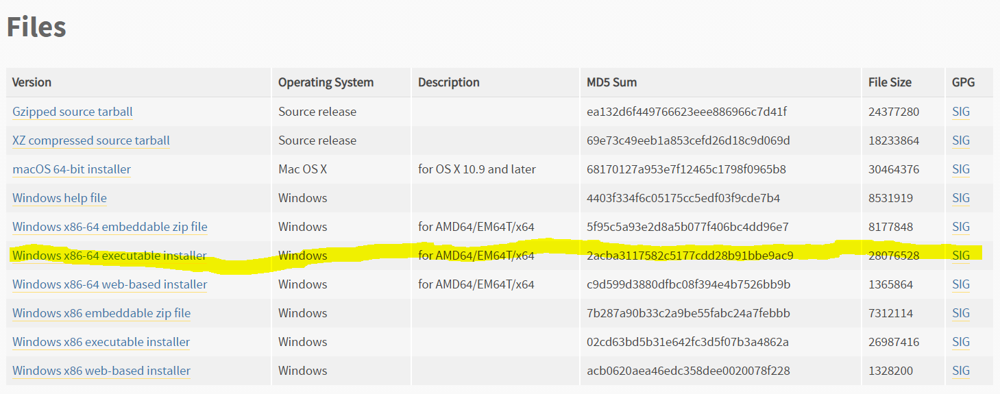 Files
Version Operating System Description MD5 Sum File Size GPG
Gzipped source tarball Source release ea132d6f449766623eee886966c7d41f 24377280 SIG
XZ compressed source tarball Source release 69e73c49eeb1a853cefd26d18c9d069d 18233864 SIG
macOS 64-bit installer Mac OS X for OS X 10.9 and later 68170127a953e7f12465c1798f0965b8 30464376 SIG
Windows help file Windows 4403f334f6c05175cc5edf03f9cde7b4 8531919 SIG
Windows x86-64 embeddable zip file Windows for AMD64/EM64T/x64 5f95c5a93e2d8a5b077f406bc4dd96e7 8177848 SIG
Windows x86-64 executable installer Windows for AMD64/EM64T/x64 2acba3117582c5177cdd28b91bbe9ac9 28076528 SIG
Windows x86-64 web-based installer Windows for AMD64/EM64T/x64 c9d599d3880dfbc08f394e4b7526bb9b 1365864 SIG
Windows x86 embeddable zip file Windows 7b287a90b33c2a9be55fabc24a7febbb 7312114 SIG
Windows x86 executable installer Windows 02cd63bd5b31e642fc3d5f07b3a4862a 26987416 SIG
Windows x86 web-based installer Windows acb0620aea46edc358dee0020078f228 1328200 SIG